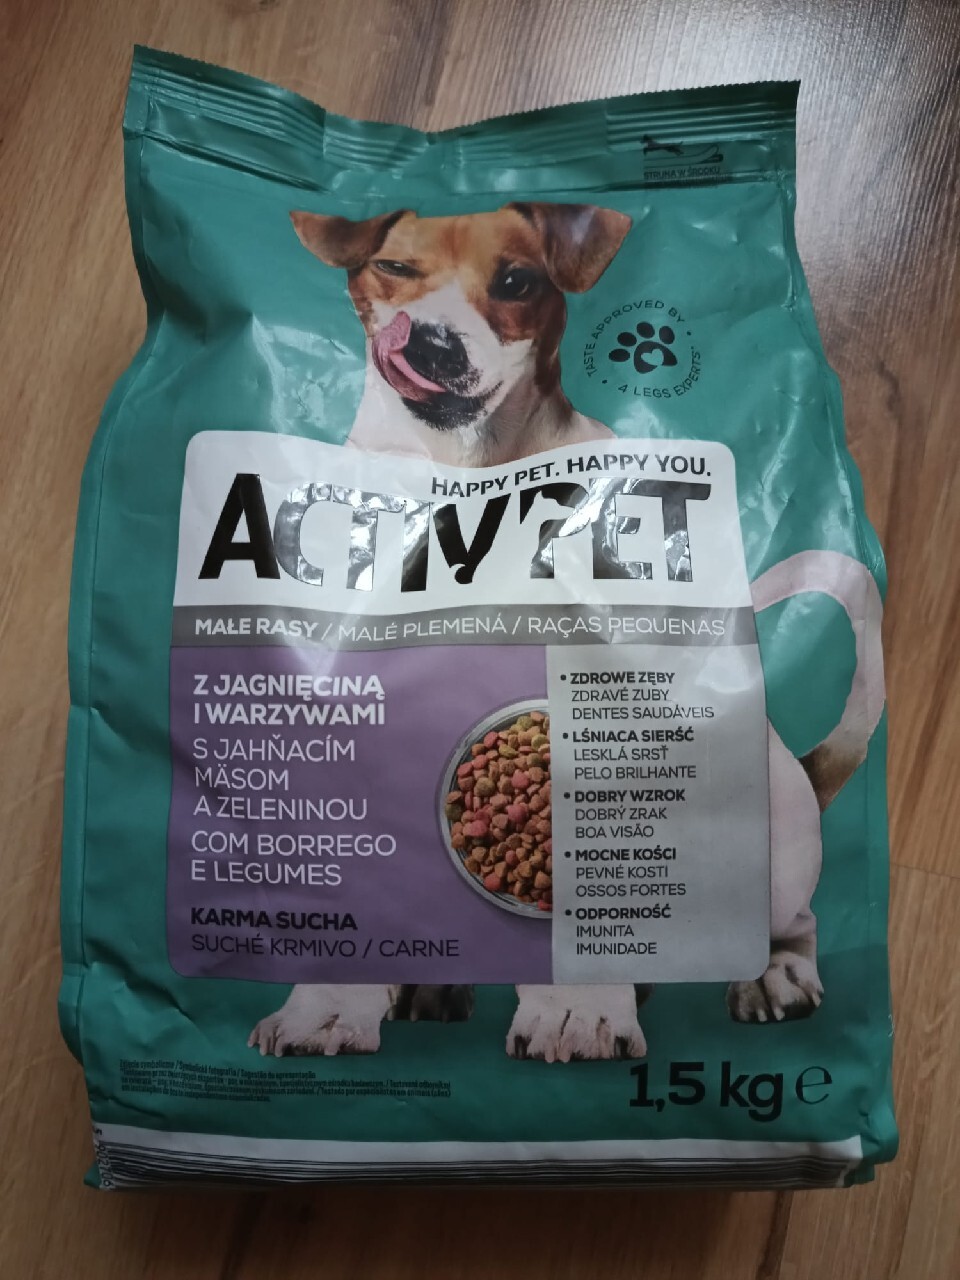 STRUNA W ŚRODKU
TASTE APPROVED BY • 4 LEGS EXPERTS •
HAPPY PET. HAPPY YOU.
ACTIVPET
MAŁE RASY / MALÉ PLEMENÁ / RAÇAS PEQUENAS
Z JAGNIĘCINĄ
I WARZYWAMI
S JAHŇACÍM
MÄSOM
A ZELENINOU
COM BORREGO
E LEGUMES
KARMA SUCHA
SUCHÉ KRMIVO / CARNE
• ZDROWE ZĘBY
ZDRAVÉ ZUBY
DENTES SAUDÁVEIS
• LŚNIACA SIERŚĆ
LESKLÁ SRSŤ
PELO BRILHANTE
• DOBRY WZROK
DOBRÝ ZRAK
BOA VISÃO
• MOCNE KOŚCI
PEVNÉ KOSTI
OSSOS FORTES
• ODPORNOŚĆ
IMUNITA
IMUNIDADE
1,5 kg ℮